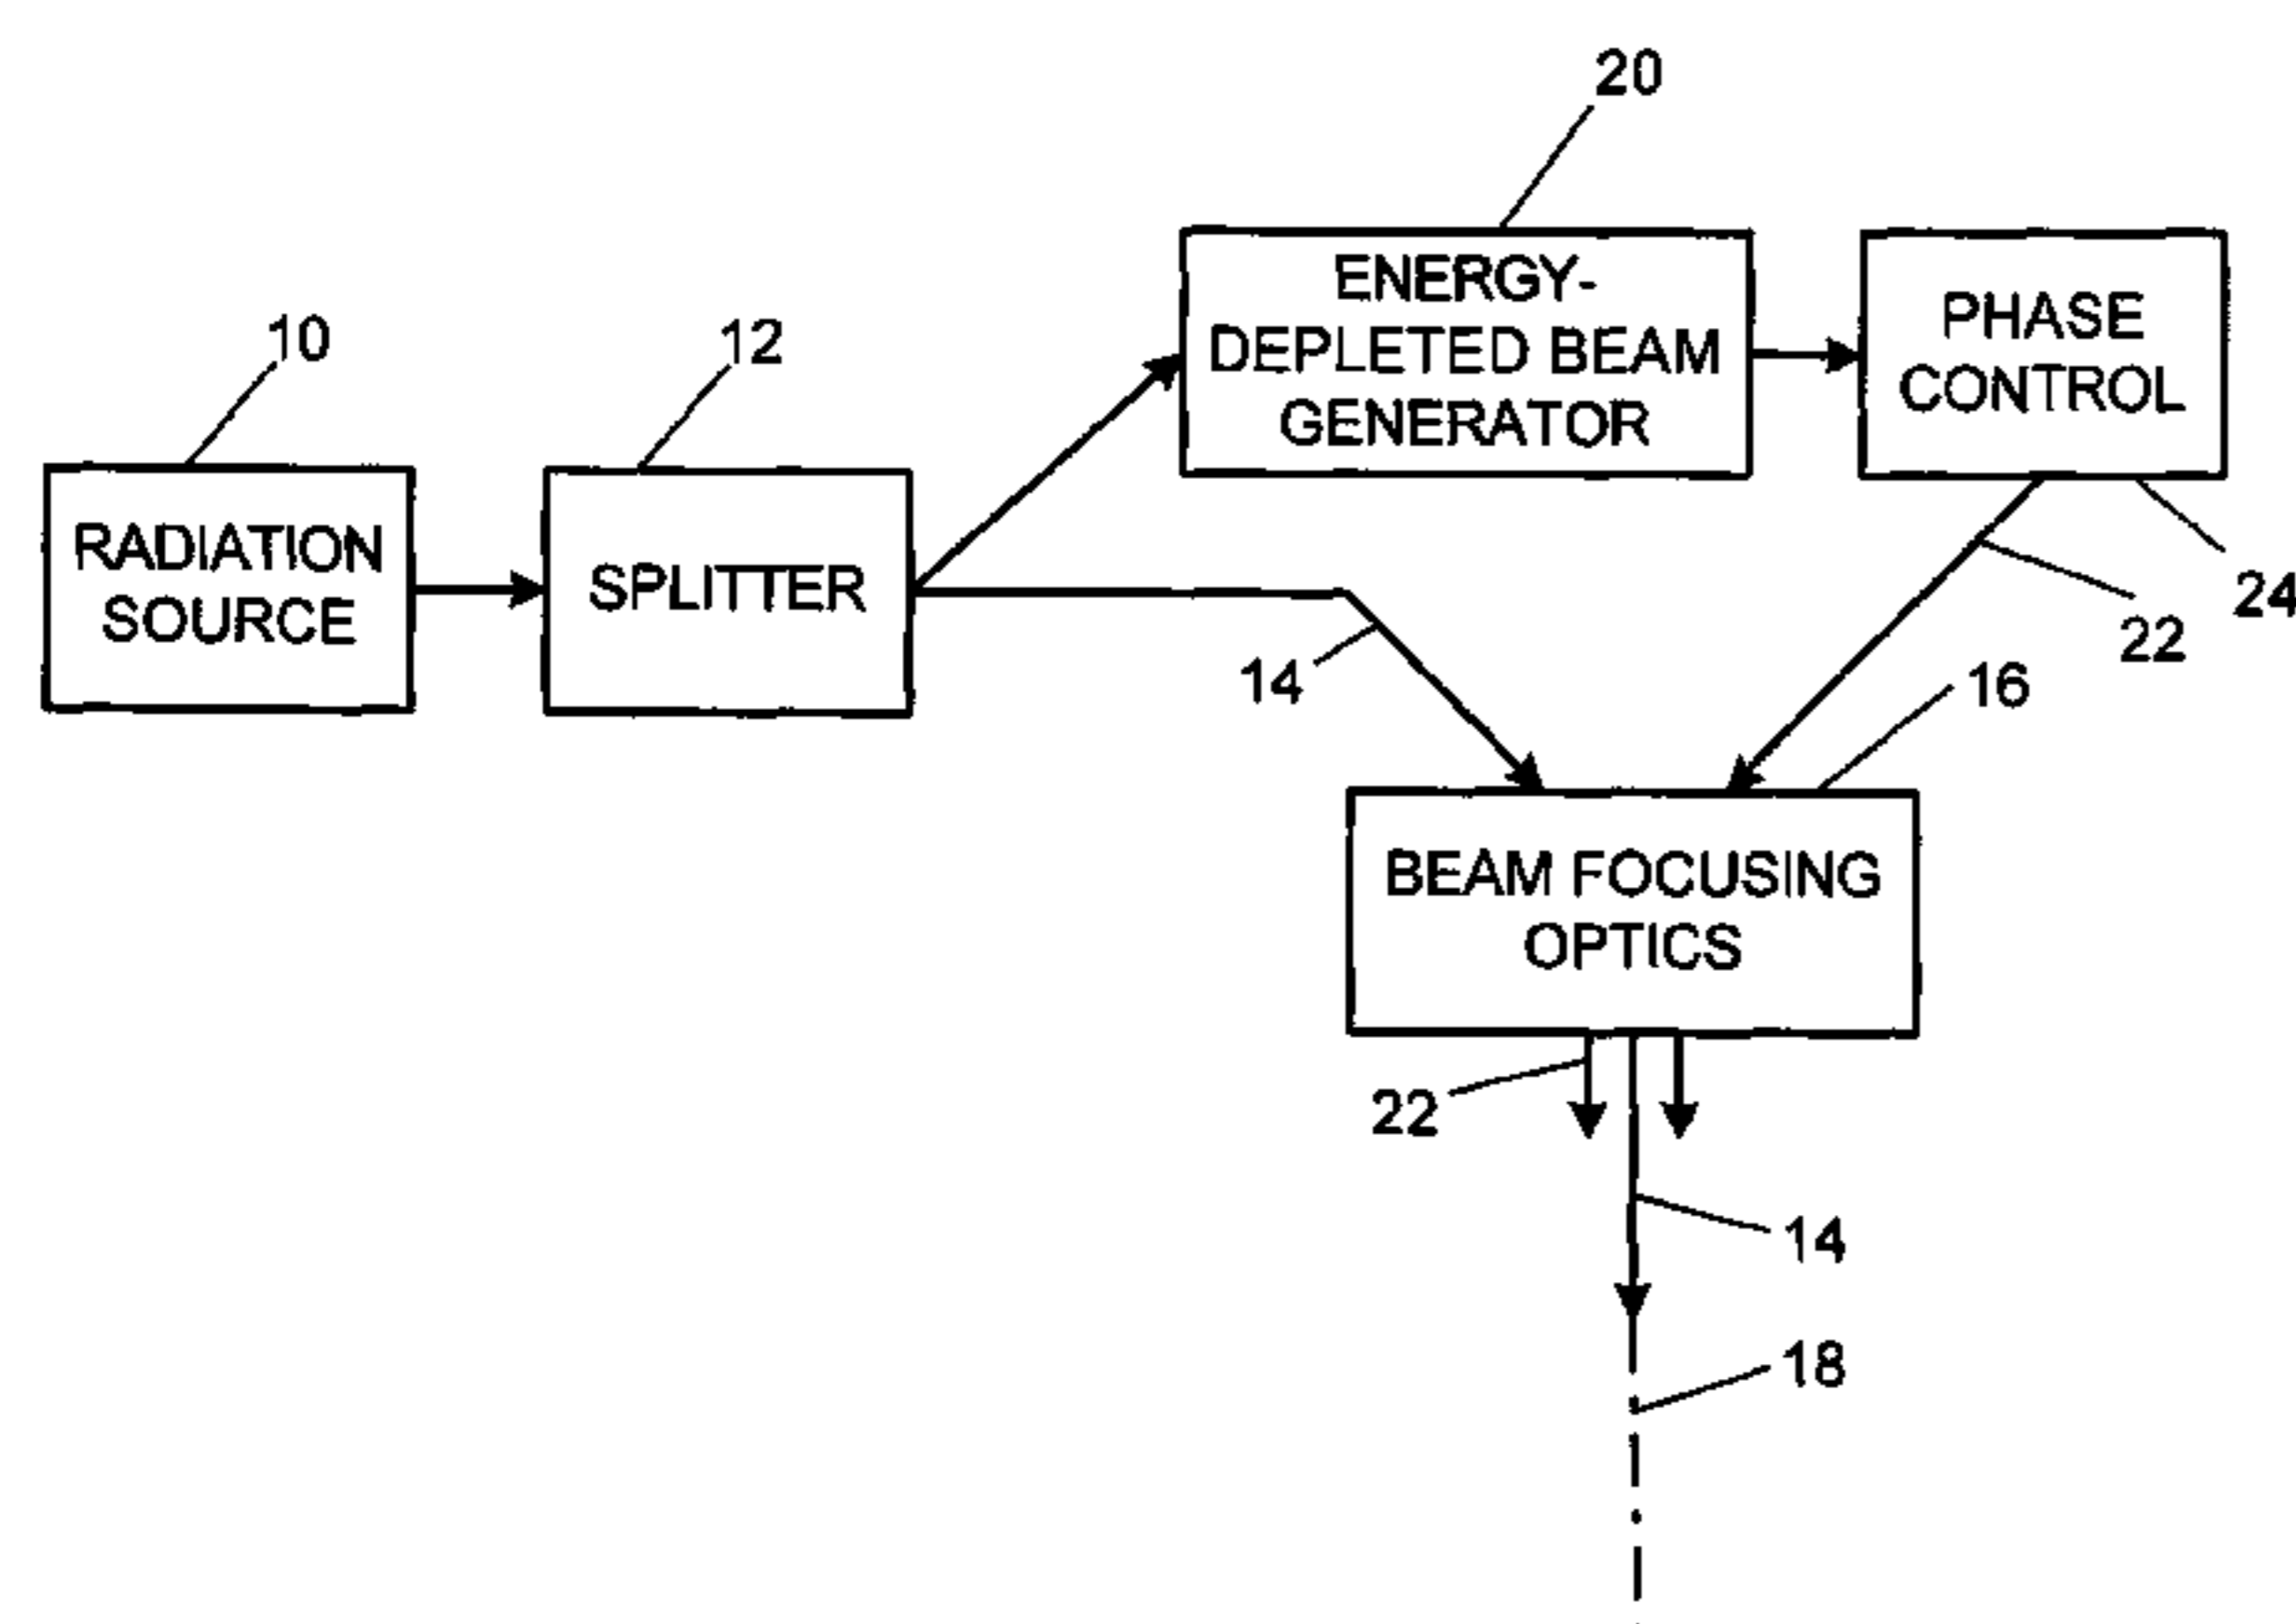 20
10
12
ENERGY-
DEPLETED BEAM
GENERATOR
PHASE
CONTROL
RADIATION
SOURCE
SPLITTER
14
22
24
16
BEAM FOCUSING
OPTICS
22
14
18